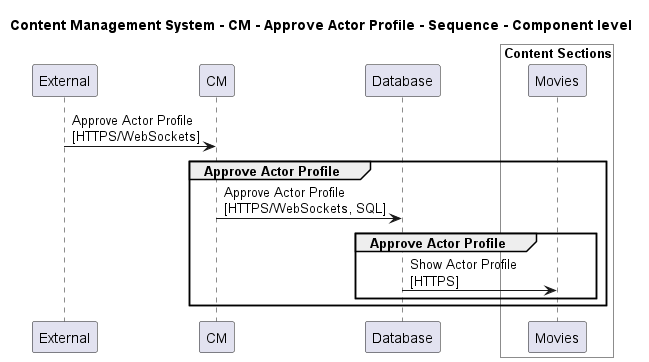 Content Management System - CM - Approve Actor Profile - Sequence - Component level
Content Sections
External
CM
Database
Movies
Approve Actor Profile
[HTTPS/WebSockets]
Approve Actor Profile
Approve Actor Profile
[HTTPS/WebSockets, SQL]
Approve Actor Profile
Show Actor Profile
[HTTPS]
External
CM
Database
Movies